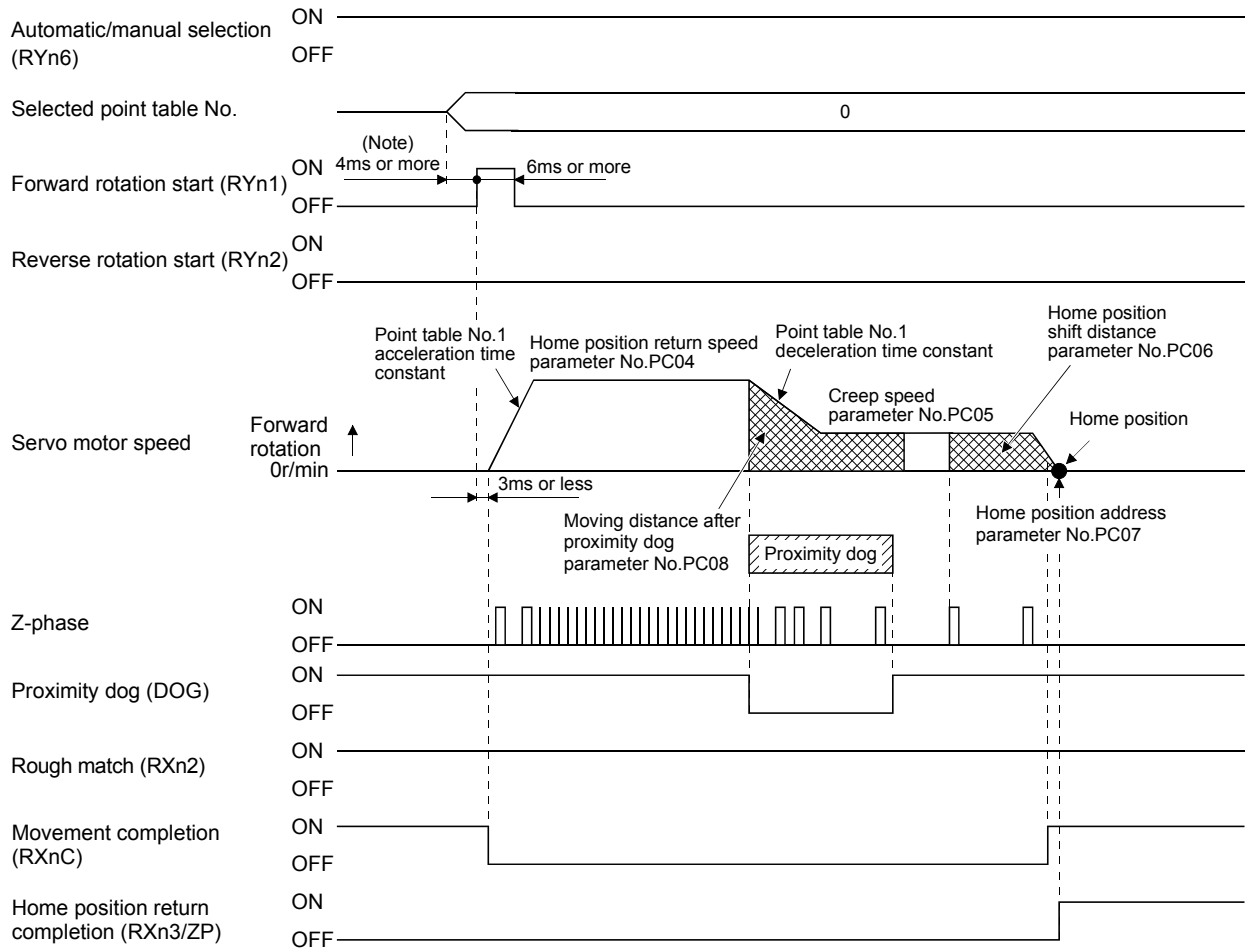 Automatic/manual selection
(RYn6)
ON
OFF
Selected point table No.
0
(Note)
4ms or more
6ms or more
Forward rotation start (RYn1)
ON
OFF
Reverse rotation start (RYn2)
ON
OFF
Point table No.1
acceleration time
constant
Home position return speed
parameter No.PC04
Point table No.1
deceleration time constant
Home position
shift distance
parameter No.PC06
Creep speed
parameter No.PC05
Home position
Servo motor speed
Forward
rotation
0r/min
3ms or less
Moving distance after
proximity dog
parameter No.PC08
Proximity dog
Home position address
parameter No.PC07
Z-phase
ON
OFF
Proximity dog (DOG)
ON
OFF
Rough match (RXn2)
ON
OFF
Movement completion
(RXnC)
ON
OFF
Home position return
completion (RXn3/ZP)
ON
OFF